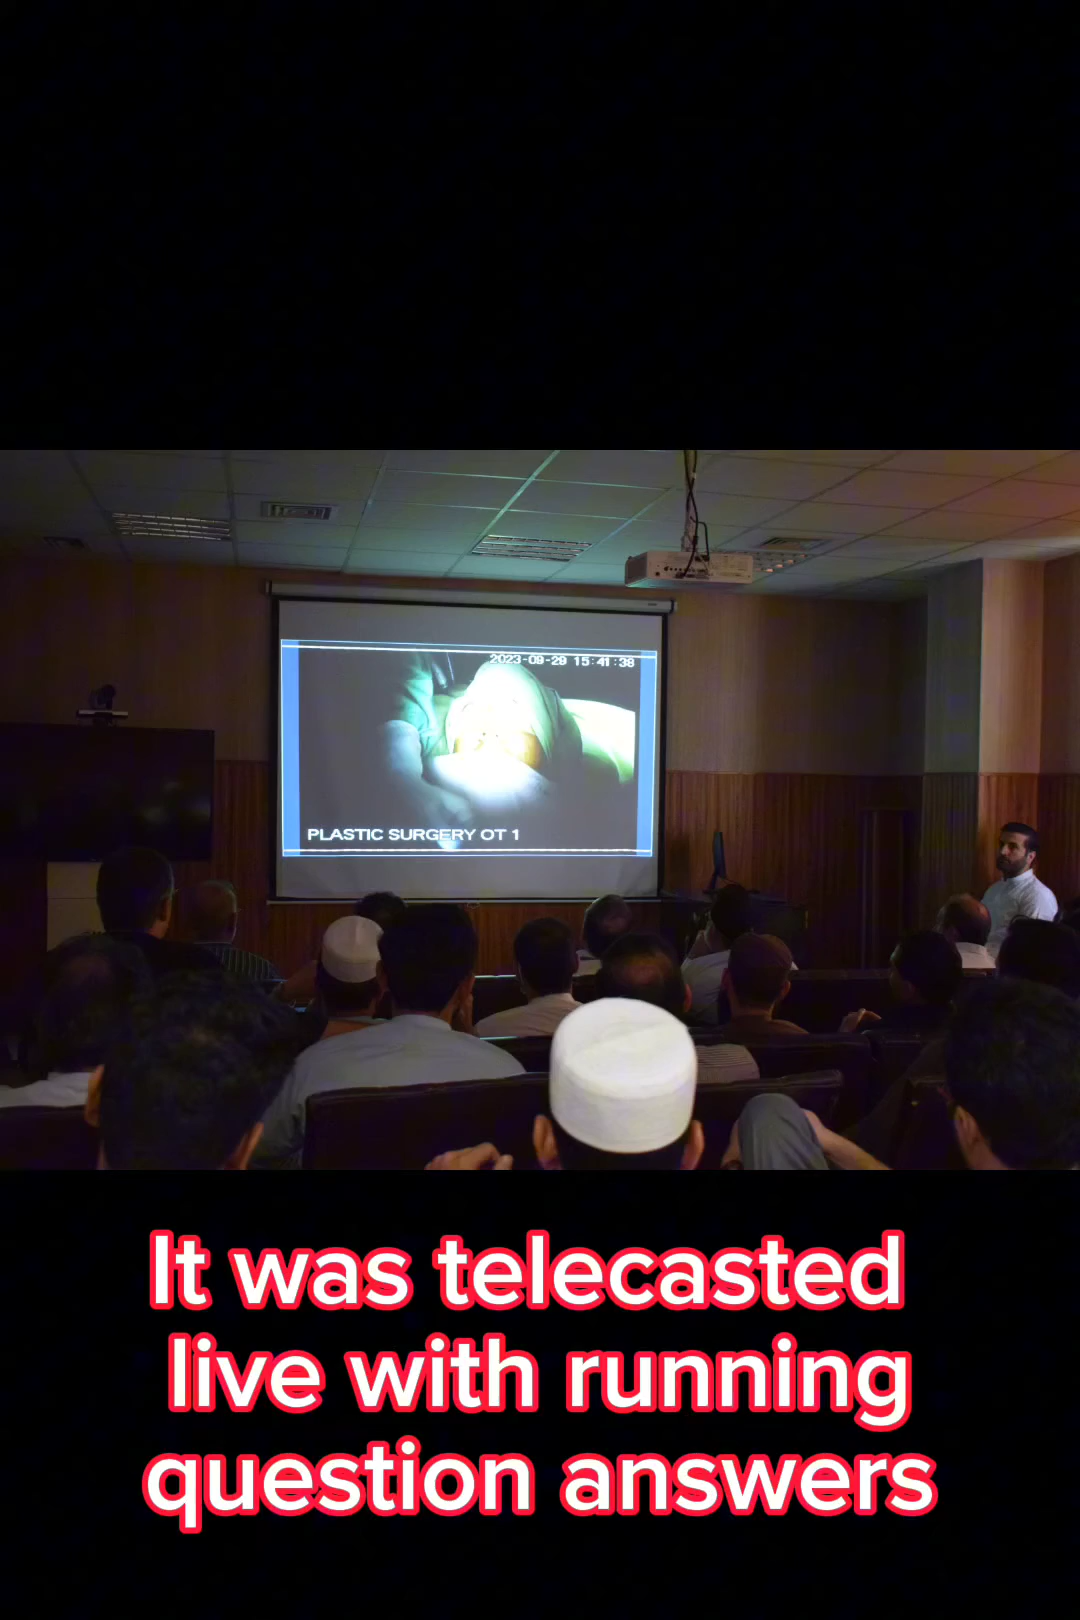 2023-09-29 15:41:38
PLASTIC SURGERY OT 1
It was telecasted
live with running
question answers